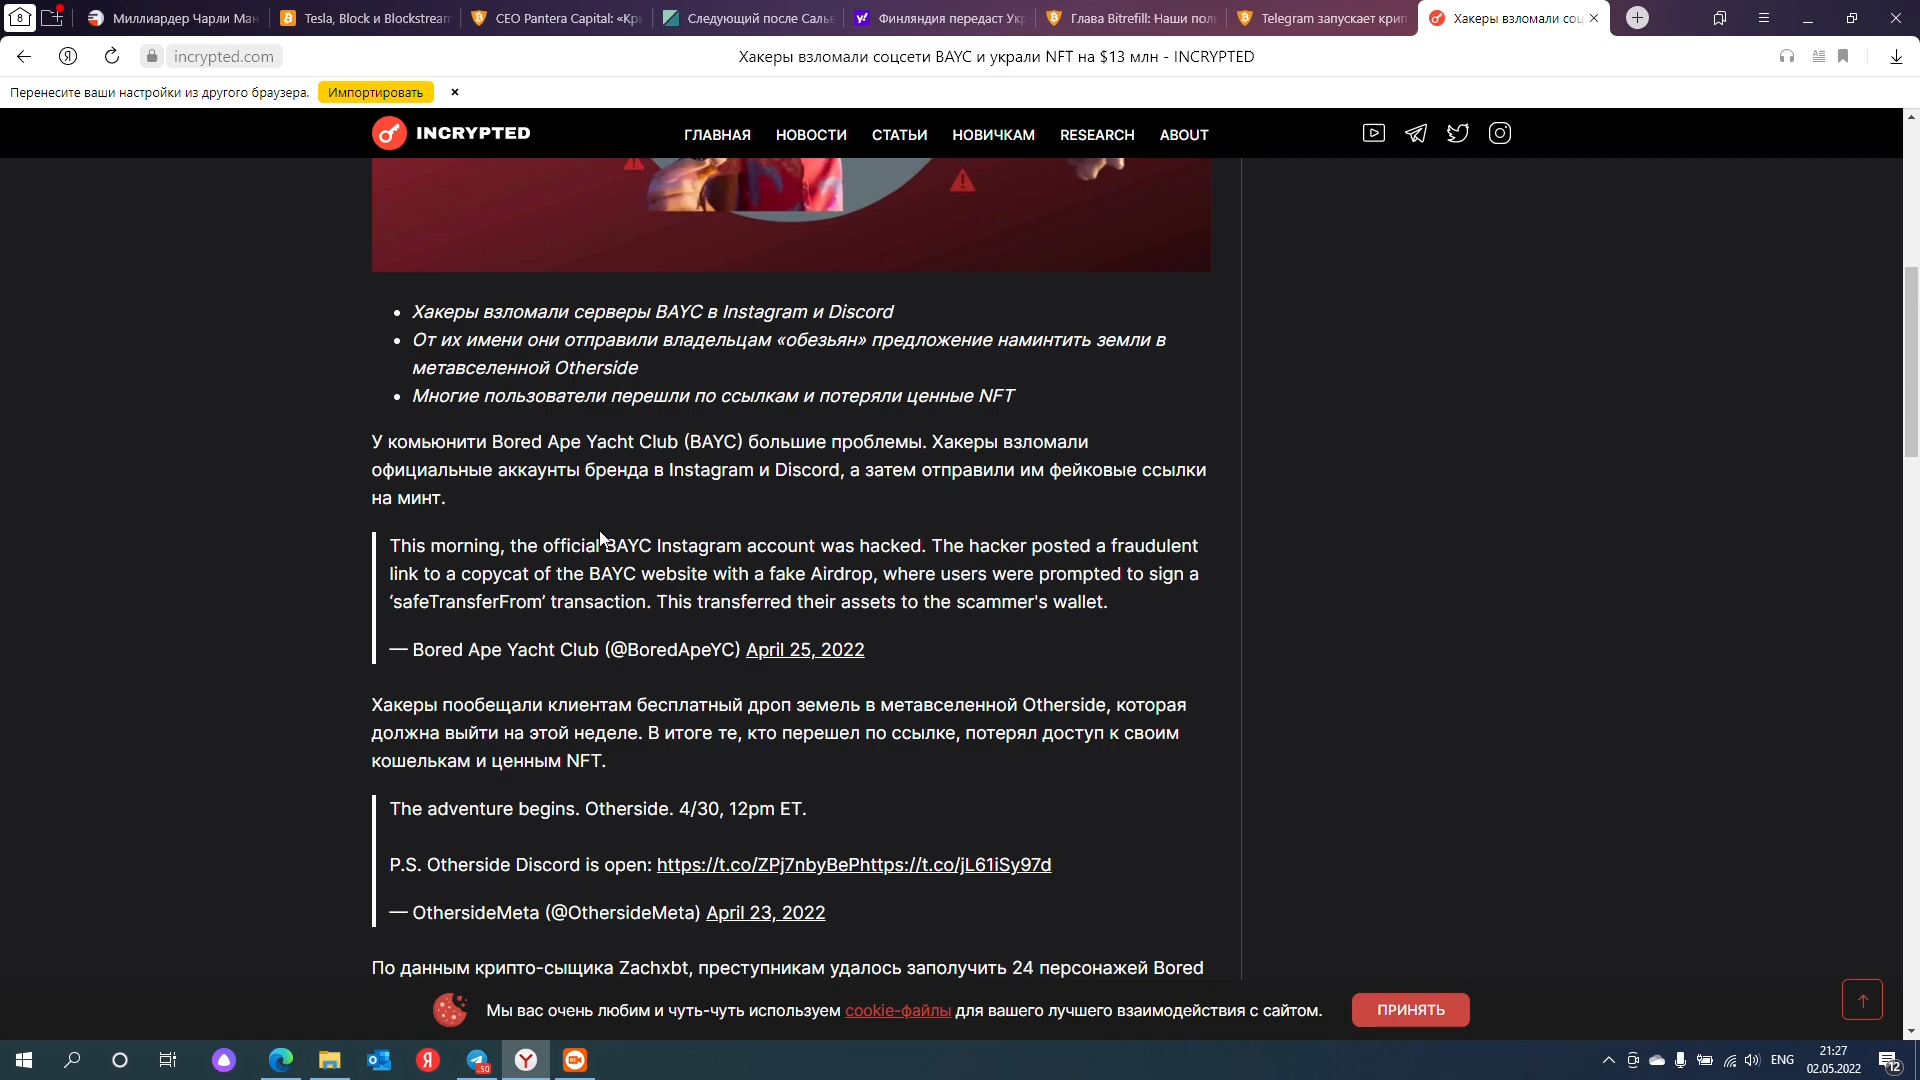 8
Миллиардер Чарли Ман
Tesla, Block и Blockstream
CEO Pantera Capital: «Кри
Следующий после Саль
Финляндия передаст Ук
Глава Bitrefill: Наши пол
Telegram запускает крип
Хакеры взломали соц
incrypted.com
Хакеры взломали соцсети BAYC и украли NFT на $13 млн - INCRYPTED
Перенесите ваши настройки из другого браузера.
Импортировать
INCRYPTED
ГЛАВНАЯ
НОВОСТИ
СТАТЬИ
НОВИЧКАМ
RESEARCH
ABOUT
• Хакеры взломали серверы BAYC в Instagram и Discord
• От их имени они отправили владельцам «обезьян» предложение наминтить земли в
метавселенной Otherside
• Многие пользователи перешли по ссылкам и потеряли ценные NFT
У комьюнити Bored Ape Yacht Club (BAYC) большие проблемы. Хакеры взломали
официальные аккаунты бренда в Instagram и Discord, а затем отправили им фейковые ссылки
на минт.
This morning, the official BAYC Instagram account was hacked. The hacker posted a fraudulent
link to a copycat of the BAYC website with a fake Airdrop, where users were prompted to sign a
‘safeTransferFrom’ transaction. This transferred their assets to the scammer's wallet.
— Bored Ape Yacht Club (@BoredApeYC) April 25, 2022
Хакеры пообещали клиентам бесплатный дроп земель в метавселенной Otherside, которая
должна выйти на этой неделе. В итоге те, кто перешел по ссылке, потерял доступ к своим
кошелькам и ценным NFT.
The adventure begins. Otherside. 4/30, 12pm ET.
P.S. Otherside Discord is open: https://t.co/ZPj7nbyBePhttps://t.co/jL61iSy97d
— OthersideMeta (@OthersideMeta) April 23, 2022
По данным крипто-сыщика Zachxbt, преступникам удалось заполучить 24 персонажей Bored
Мы вас очень любим и чуть-чуть используем cookie-файлы для вашего лучшего взаимодействия с сайтом.
ПРИНЯТЬ
ENG
21:27
02.05.2022
12